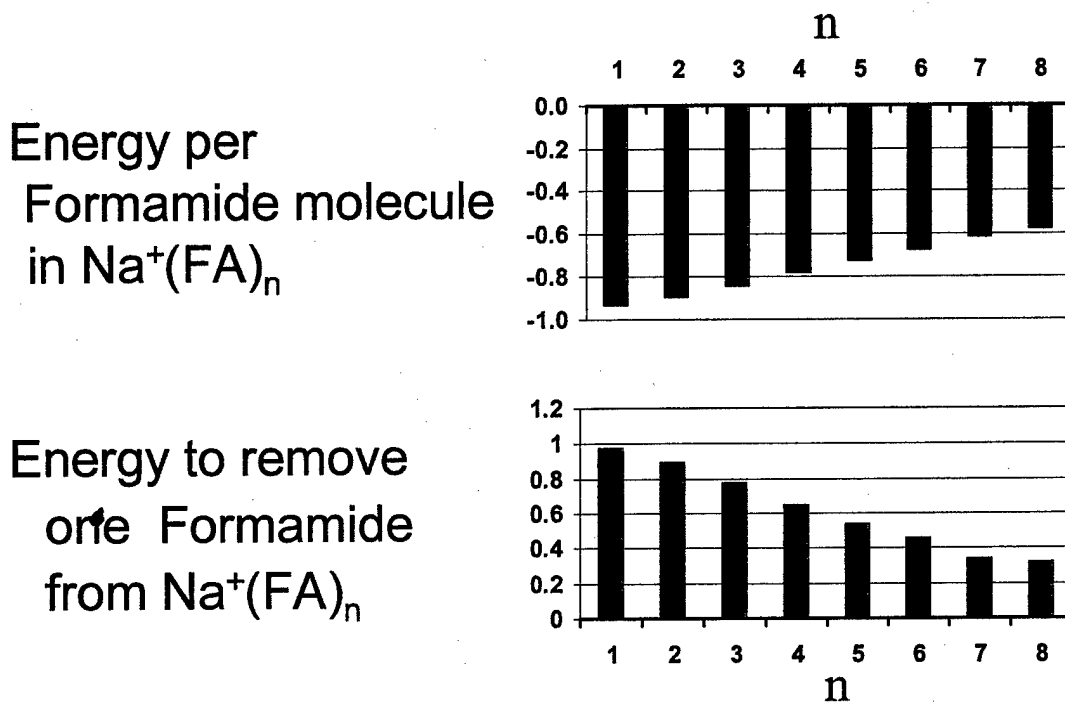 n
1 2 3 4 5 6 7 8
0.0
-0.2
-0.4
-0.6
-0.8
-1.0
Energy per
Formamide molecule
in Na⁺(FA)ₙ
1.2
1
0.8
0.6
0.4
0.2
0
Energy to remove
one Formamide
from Na⁺(FA)ₙ
1 2 3 4 5 6 7 8
n